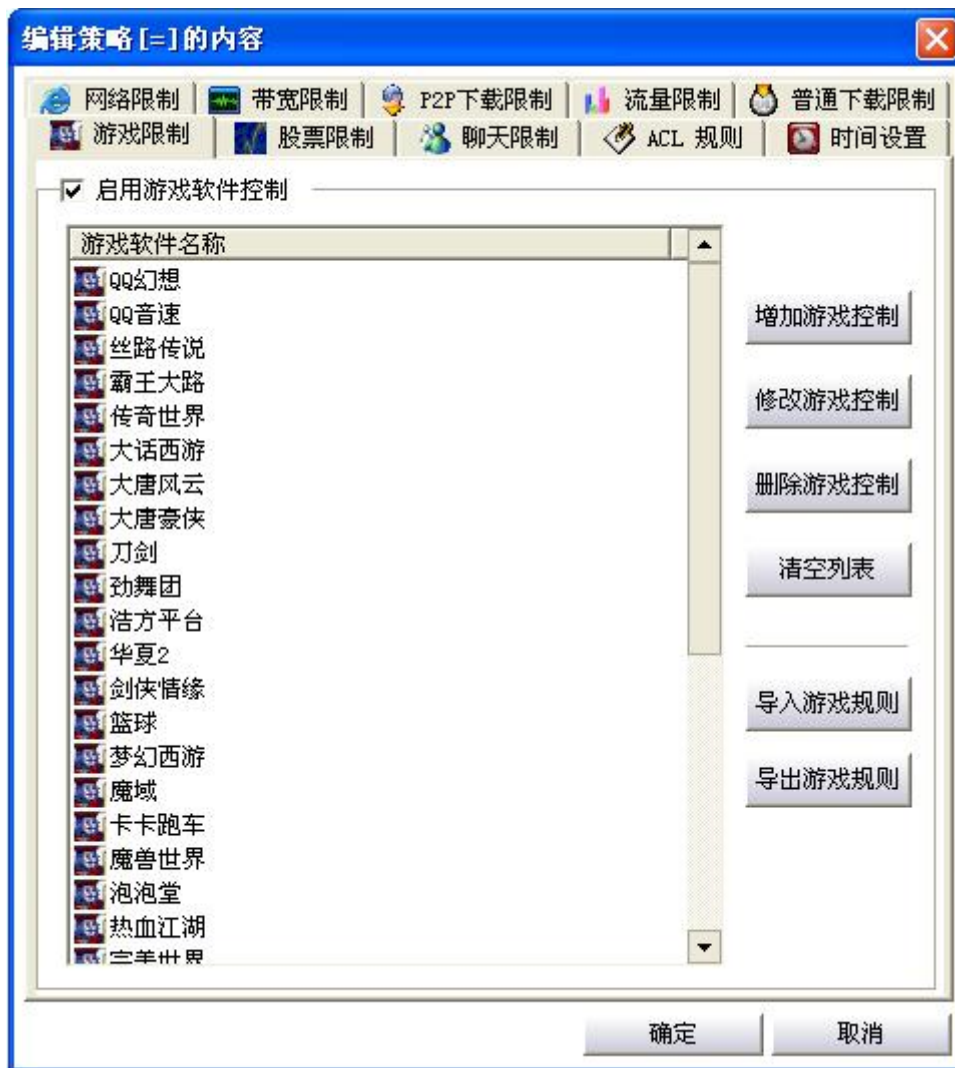 编辑策略[=]的内容
网络限制 带宽限制 P2P下载限制 流量限制 普通下载限制
游戏限制 股票限制 聊天限制 ACL 规则 时间设置
启用游戏软件控制
游戏软件名称
QQ幻想
QQ音速
丝路传说
霸王大路
传奇世界
大话西游
大唐风云
大唐豪侠
刀剑
劲舞团
浩方平台
华夏2
剑侠情缘
篮球
梦幻西游
魔域
卡卡跑车
魔兽世界
泡泡堂
热血江湖
完美世界
增加游戏控制
修改游戏控制
删除游戏控制
清空列表
导入游戏规则
导出游戏规则
确定 取消